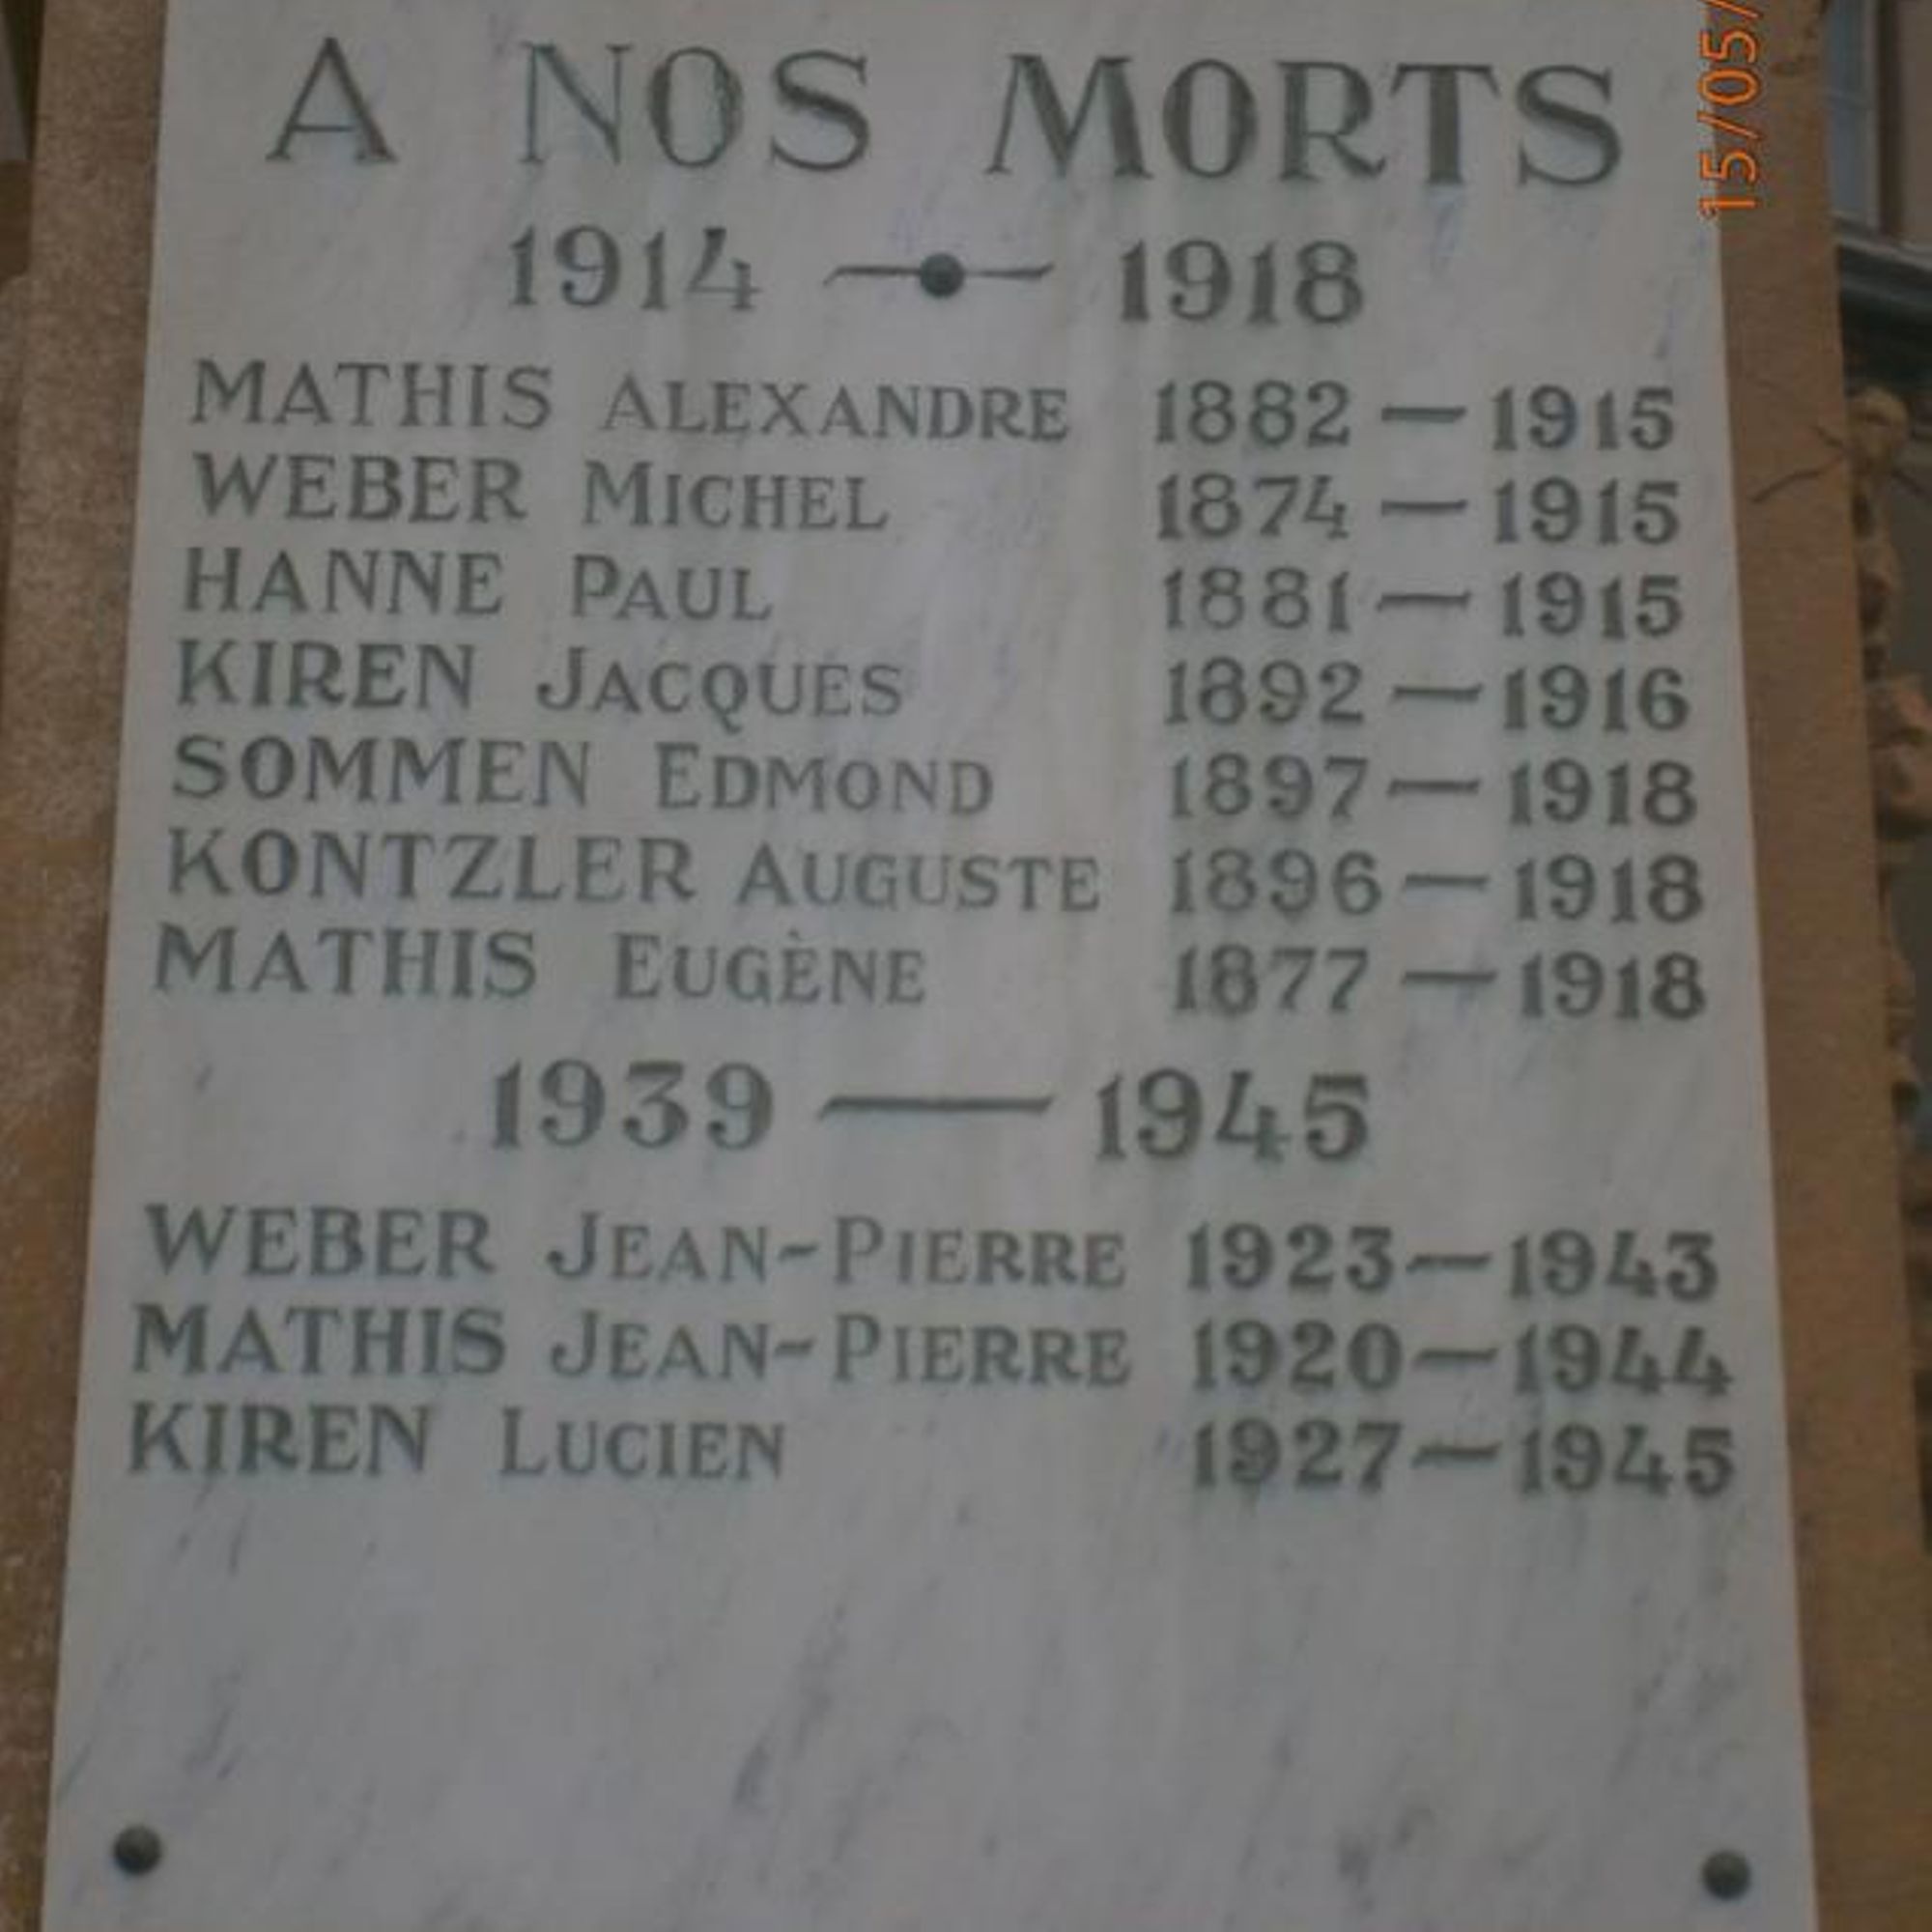 A NOS MORTS
1914 — 1918
MATHIS ALEXANDRE 1882 — 1915
WEBER MICHEL 1874 — 1915
HANNE PAUL 1881 — 1915
KIREN JACQUES 1892 — 1916
SOMMEN EDMOND 1897 — 1918
KONTZLER AUGUSTE 1896 — 1918
MATHIS EUGÈNE 1877 — 1918
1939 — 1945
WEBER JEAN-PIERRE 1923 — 1943
MATHIS JEAN-PIERRE 1920 — 1944
KIREN LUCIEN 1927 — 1945
15/05/